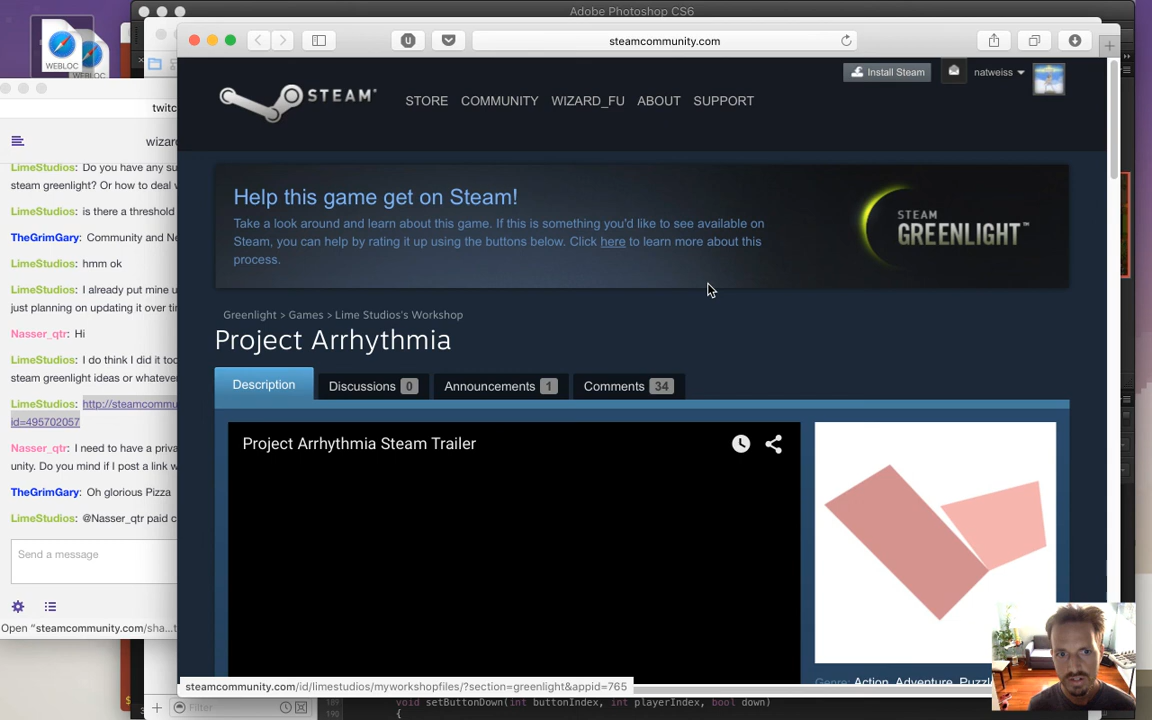 Adobe Photoshop CS6
WEBLOC
WEBLOC
steamcommunity.com
twitc
wizard
LimeStudios: Do you have any su
steam greenlight? Or how to deal w
LimeStudios: is there a threshold
TheGrimGary: Community and Ne
LimeStudios: hmm ok
LimeStudios: I already put mine u
just planning on updating it over ti
Nasser_qtr: Hi
LimeStudios: I do think I did it too
steam greenlight ideas or whatever
LimeStudios: http://steamcommu
id=495702057
Nasser_qtr: I need to have a priva
unity. Do you mind if I post a link w
TheGrimGary: Oh glorious Pizza
LimeStudios: @Nasser_qtr paid c
Send a message
Open "steamcommunity.com/sha...t
Install Steam
natweiss
STEAM
STORE COMMUNITY WIZARD_FU ABOUT SUPPORT
Help this game get on Steam!
Take a look around and learn about this game. If this is something you'd like to see available on
Steam, you can help by rating it up using the buttons below. Click here to learn more about this
process.
STEAM
GREENLIGHT™
Greenlight > Games > Lime Studios's Workshop
Project Arrhythmia
Description
Discussions 0
Announcements 1
Comments 34
Project Arrhythmia Steam Trailer
Genre: Action, Adventure, Puzzl
steamcommunity.com/id/limestudios/myworkshopfiles/?section=greenlight&appid=765
Filter
189
void setButtonDown(int buttonIndex, int playerIndex, bool down)
190
{